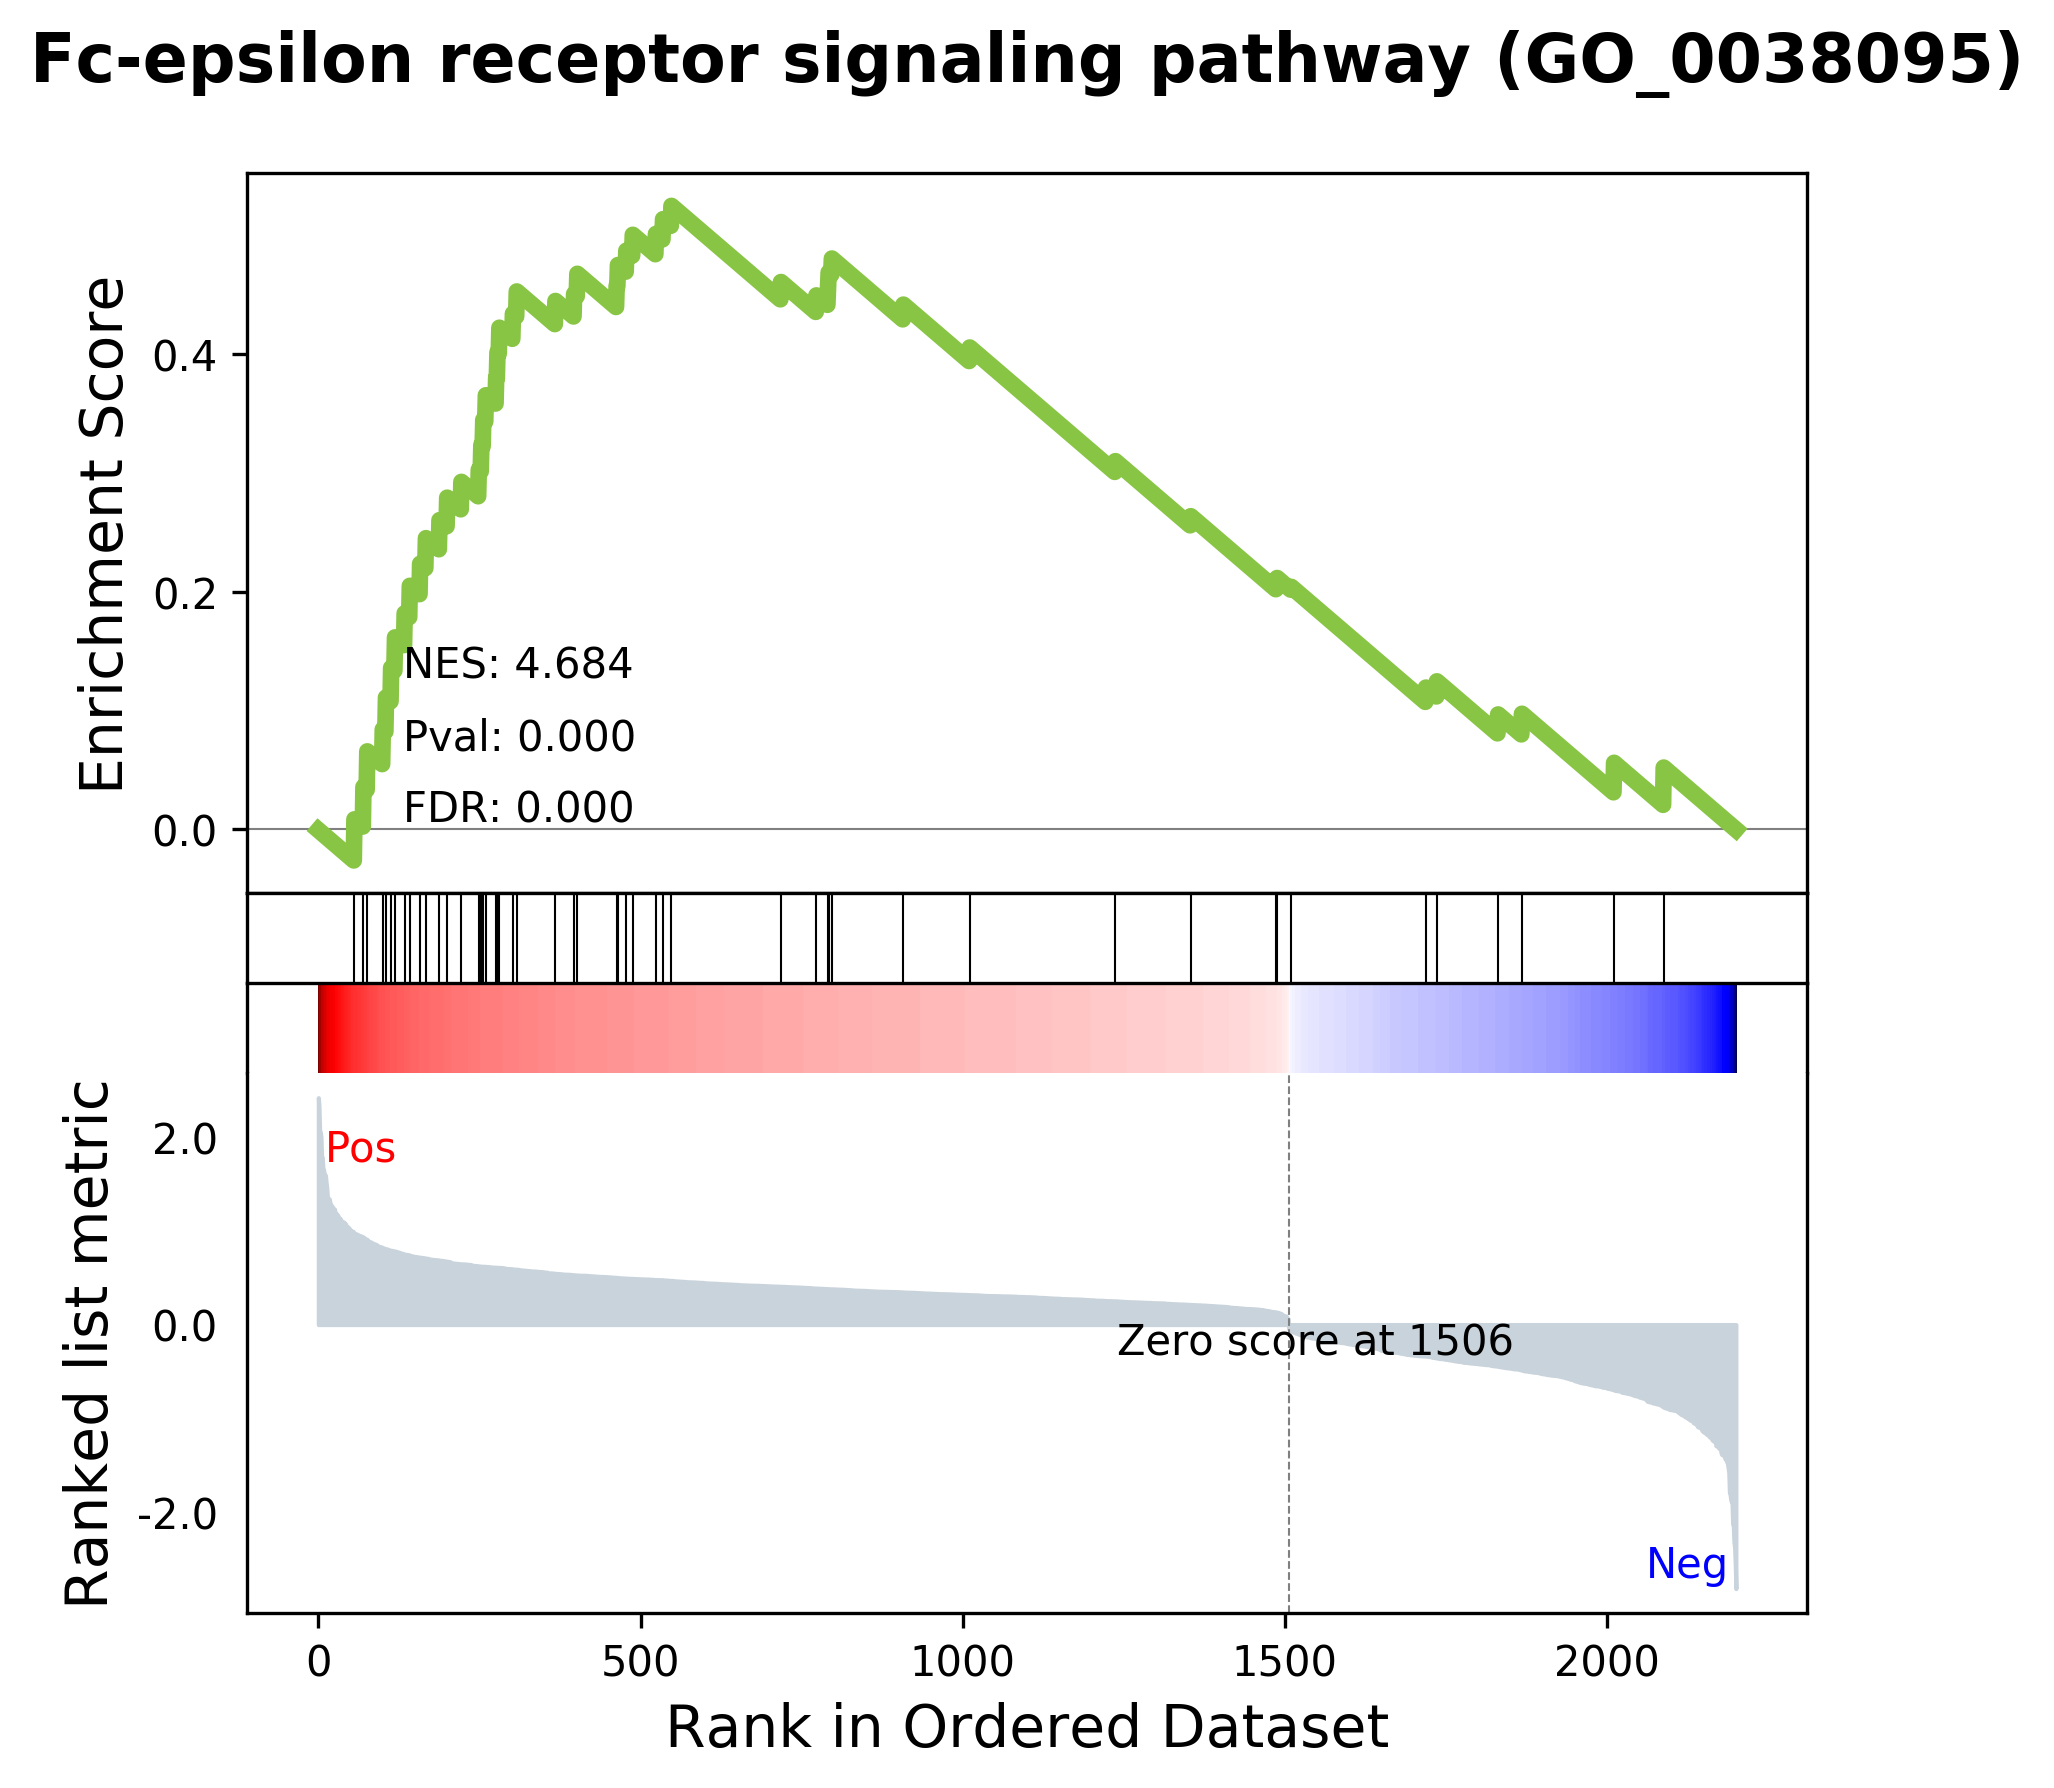 Fc-epsilon receptor signaling pathway (GO_0038095)
Enrichment Score
0.4
0.2
0.0
NES: 4.684
Pval: 0.000
FDR: 0.000
Ranked list metric
2.0
0.0
-2.0
Pos
Zero score at 1506
Neg
0 500 1000 1500 2000
Rank in Ordered Dataset